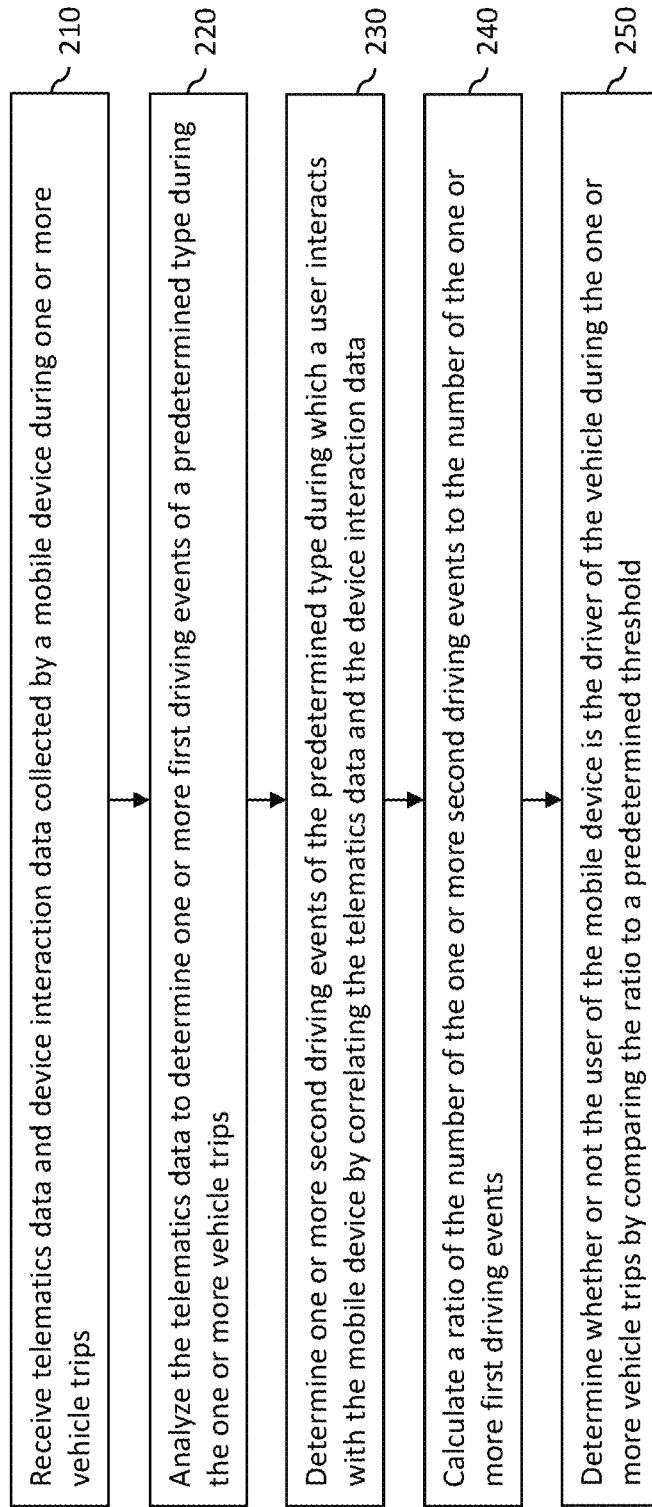 Receive telematics data and device interaction data collected by a mobile device during one or more
vehicle trips
210
Analyze the telematics data to determine one or more first driving events of a predetermined type during
the one or more vehicle trips
220
Determine one or more second driving events of the predetermined type during which a user interacts
with the mobile device by correlating the telematics data and the device interaction data
230
Calculate a ratio of the number of the one or more second driving events to the number of the one or
more first driving events
240
Determine whether or not the user of the mobile device is the driver of the vehicle during the one or
more vehicle trips by comparing the ratio to a predetermined threshold
250